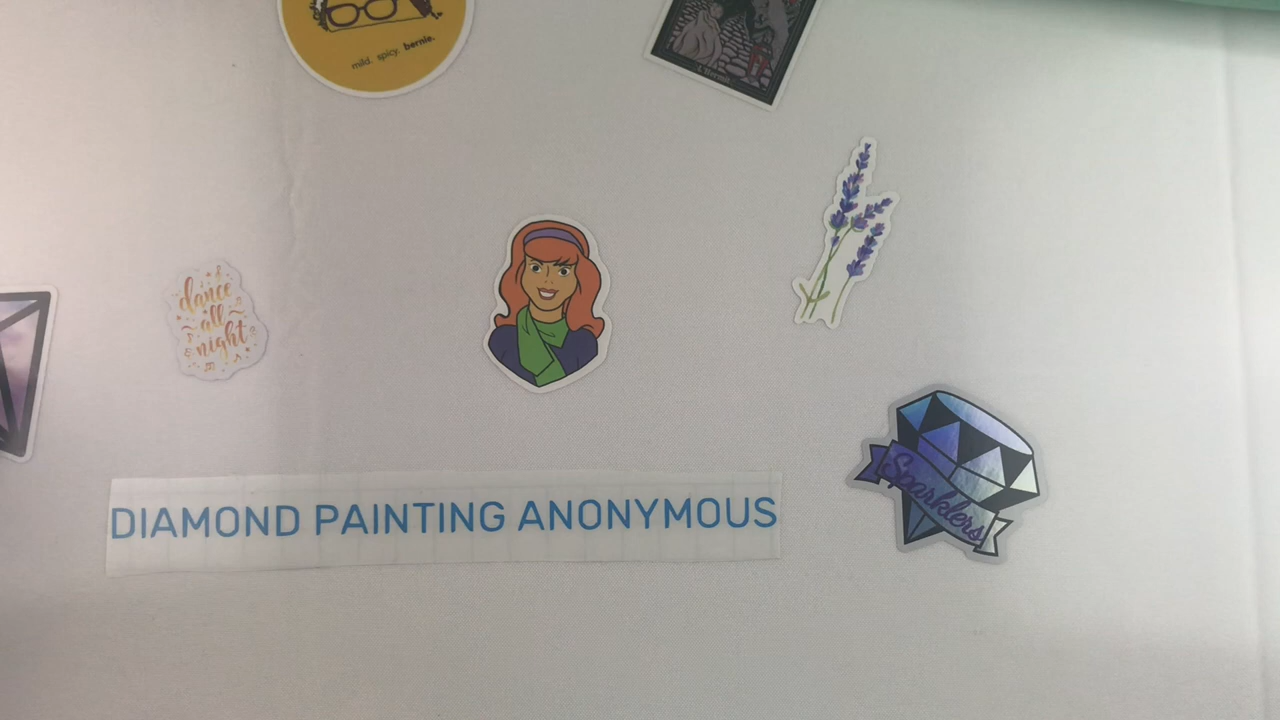 mild. spicy. bernie.
dance
all
night
DIAMOND PAINTING ANONYMOUS
Sparklers